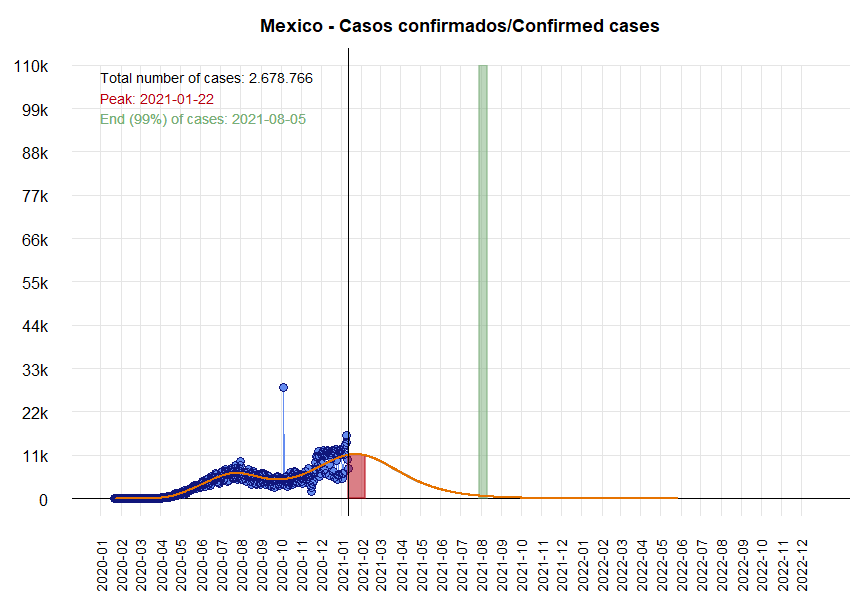 Mexico - Casos confirmados/Confirmed cases
110k
99k
88k
77k
66k
55k
44k
33k
22k
11k
0
Total number of cases: 2.678.766
Peak: 2021-01-22
End (99%) of cases: 2021-08-05
2020-01
2020-02
2020-03
2020-04
2020-05
2020-06
2020-07
2020-08
2020-09
2020-10
2020-11
2020-12
2021-01
2021-02
2021-03
2021-04
2021-05
2021-06
2021-07
2021-08
2021-09
2021-10
2021-11
2021-12
2022-01
2022-02
2022-03
2022-04
2022-05
2022-06
2022-07
2022-08
2022-09
2022-10
2022-11
2022-12